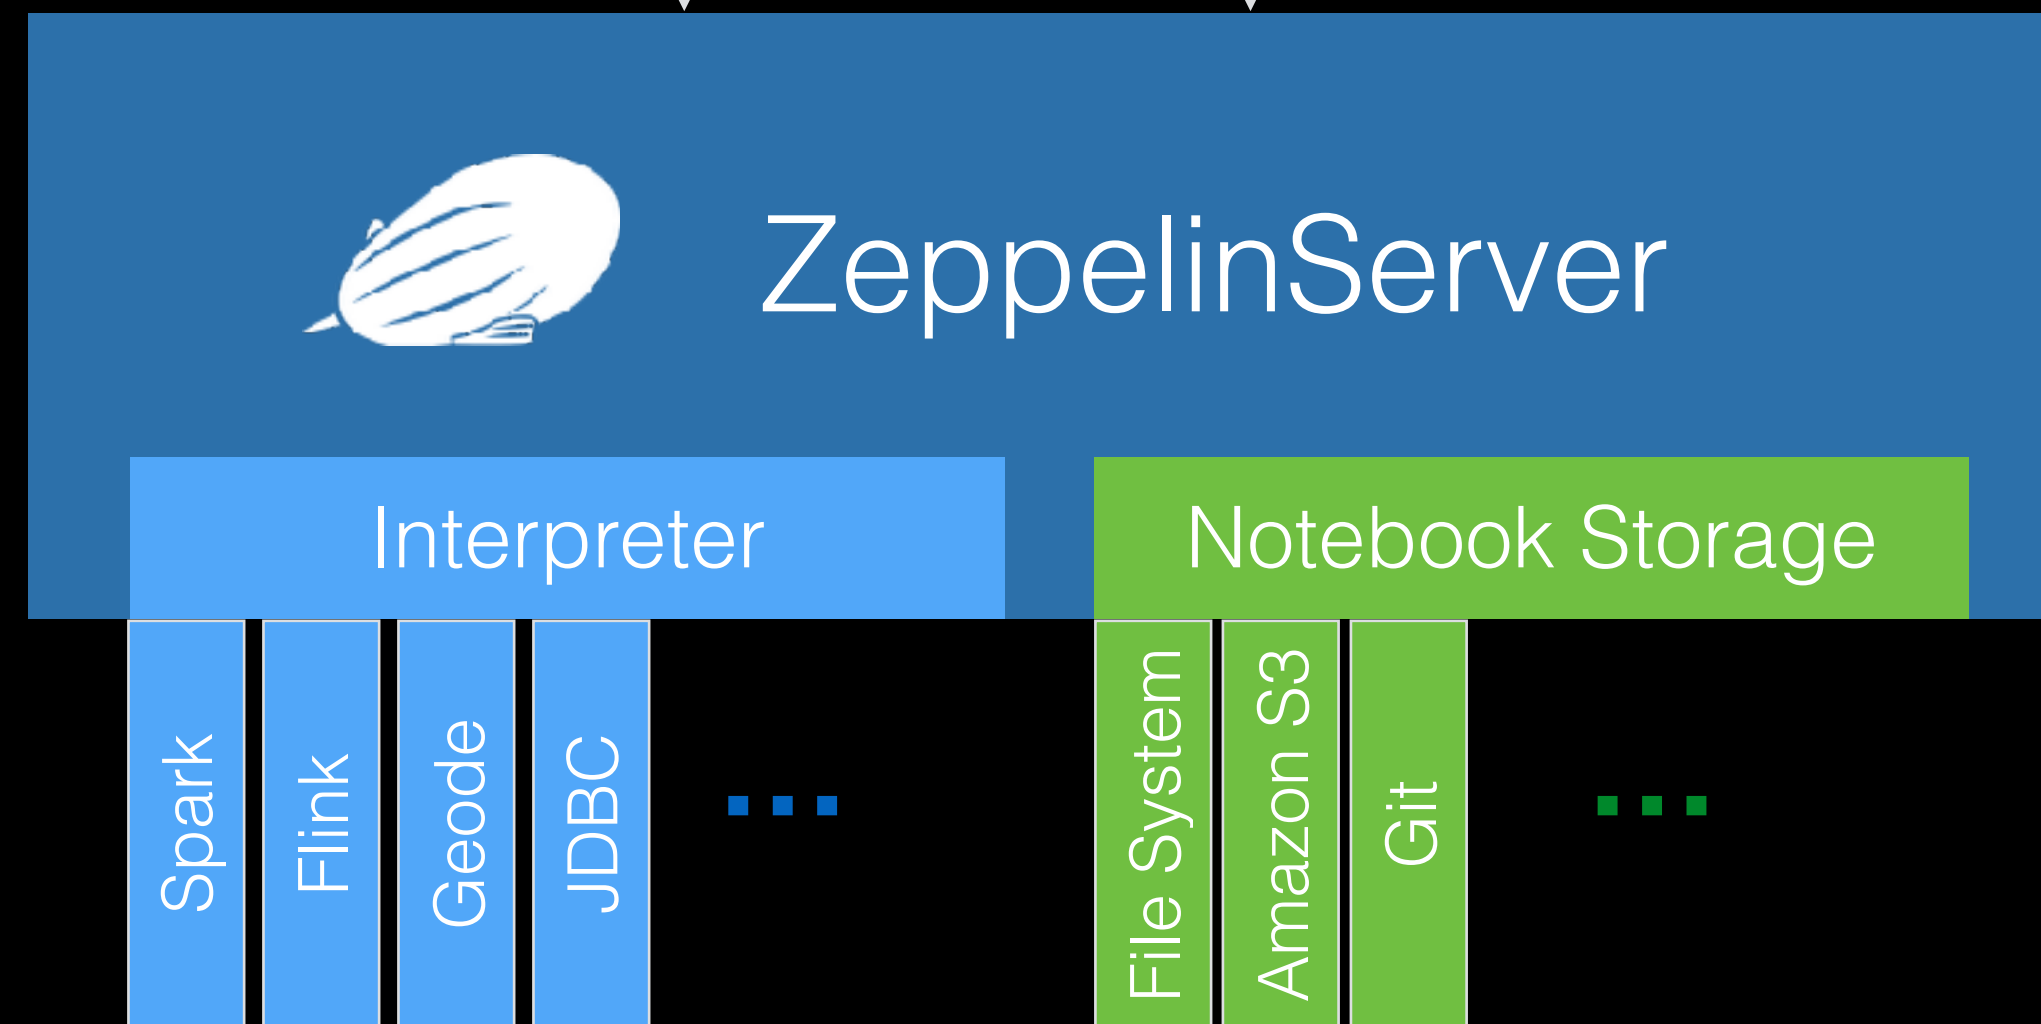 ZeppelinServer
Interpreter
Notebook Storage
Spark
Flink
Geode
JDBC
...
File System
Amazon S3
Git
...